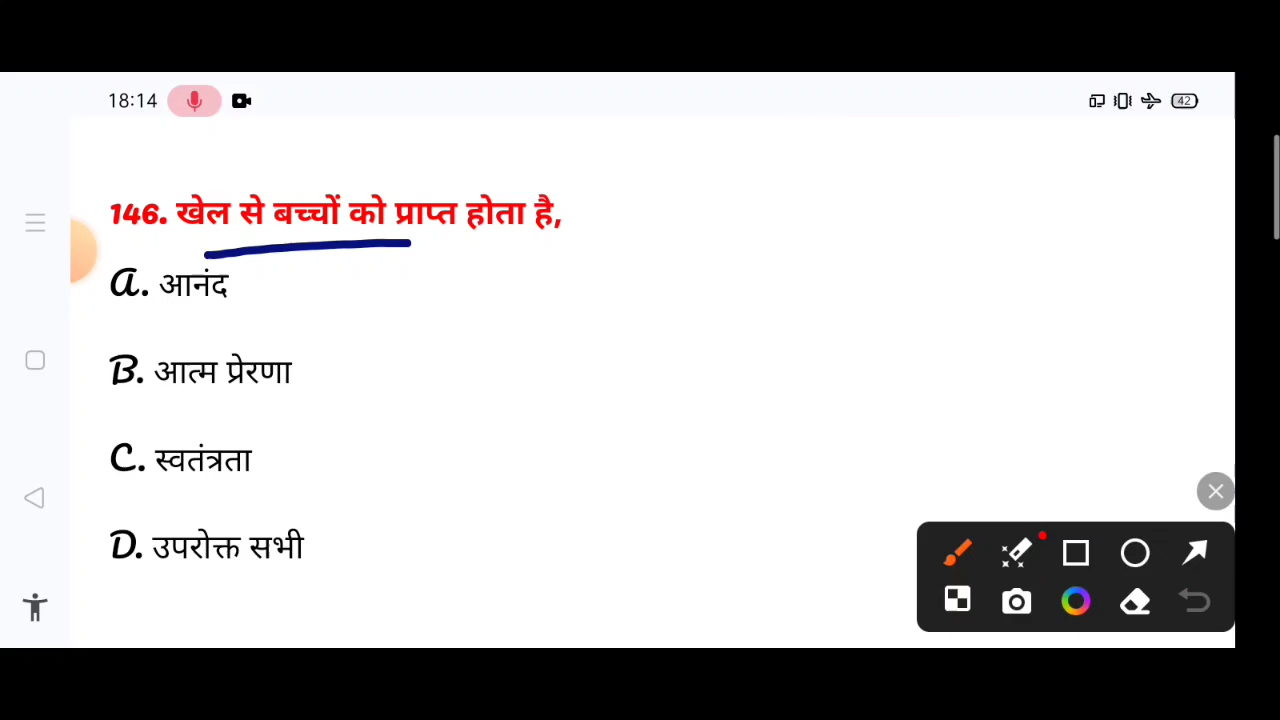 18:14
42
146. खेल से बच्चों को प्राप्त होता है,
A. आनंद
B. आत्म प्रेरणा
C. स्वतंत्रता
D. उपरोक्त सभी